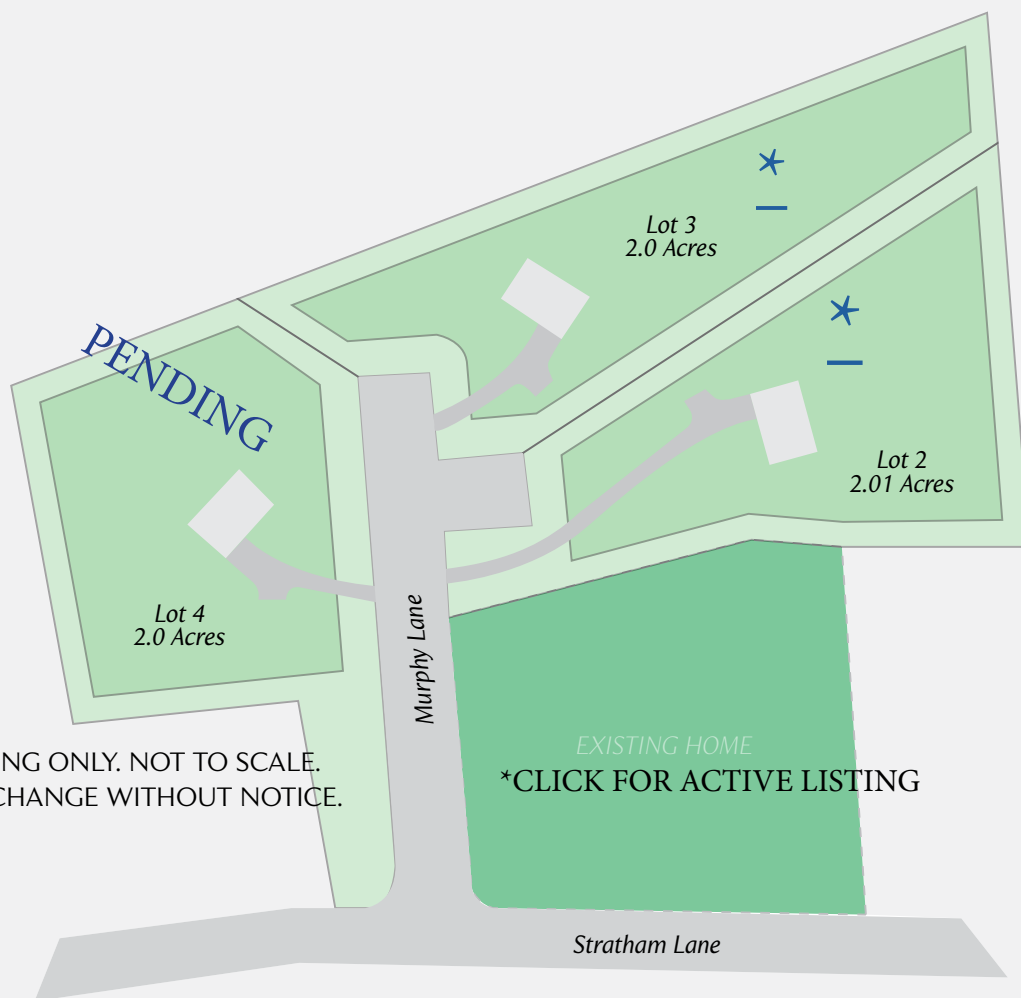 *
Lot 3
2.0 Acres
*
PENDING
Lot 2
2.01 Acres
Lot 4
2.0 Acres
Murphy Lane
EXISTING HOME
NG ONLY. NOT TO SCALE.
*CLICK FOR ACTIVE LISTING
CHANGE WITHOUT NOTICE.
Stratham Lane